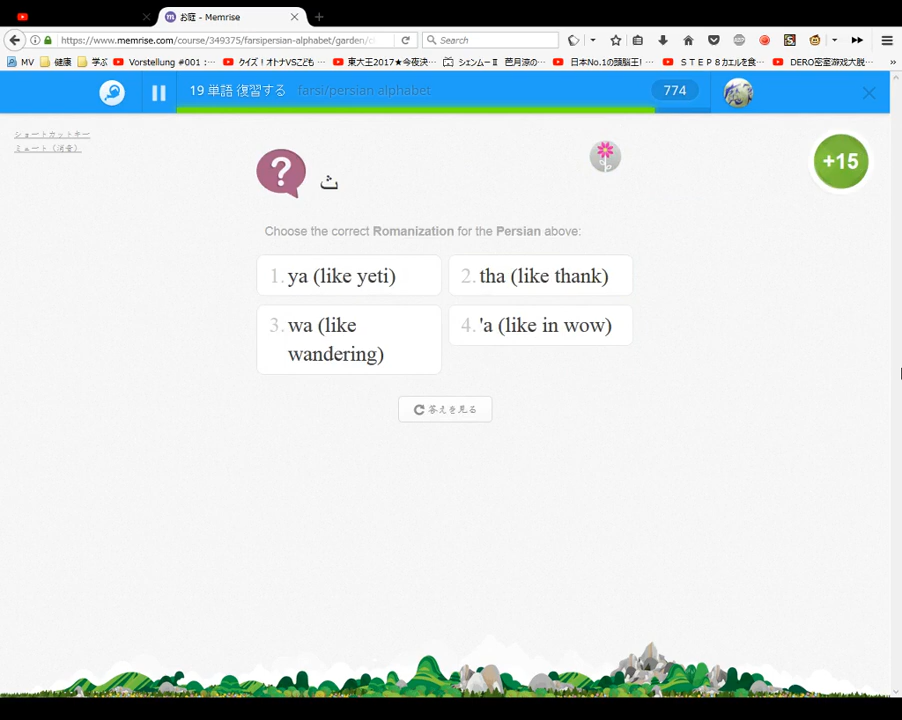 お庭 - Memrise
https://www.memrise.com/course/349375/farsipersian-alphabet/garden/
Search
MV 健康 学ぶ Vorstellung #001 :··· クイズ！オトナVSこども ··· 東大王2017★今夜決··· シェンムーⅡ 芭月涼の··· 日本No.1の頭脳王! ··· ＳＴＥＰ８カエルを食··· DERO密室游戏大脱···
19 単語 復習する farsi/persian alphabet 774
ショートカットキー
ミュート（消音）
+15
?
ث
Choose the correct Romanization for the Persian above:
1. ya (like yeti) 2. tha (like thank)
3. wa (like wandering) 4. 'a (like in wow)
答えを見る